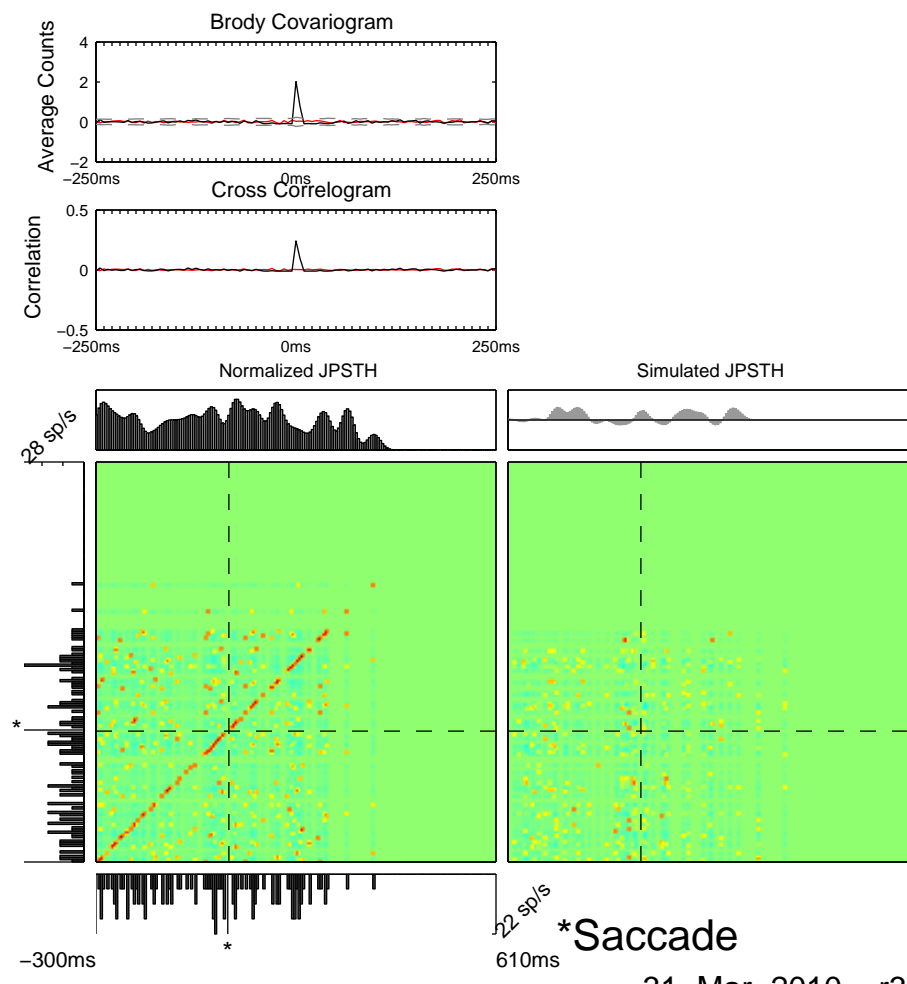 Brody Covariogram
Average Counts
4
2
0
−2
−250ms
0ms
250ms
Cross Correlogram
Correlation
0.5
0
−0.5
−250ms
0ms
250ms
Normalized JPSTH
Simulated JPSTH
28 sp/s
*
*
22 sp/s
*Saccade
−300ms
610ms